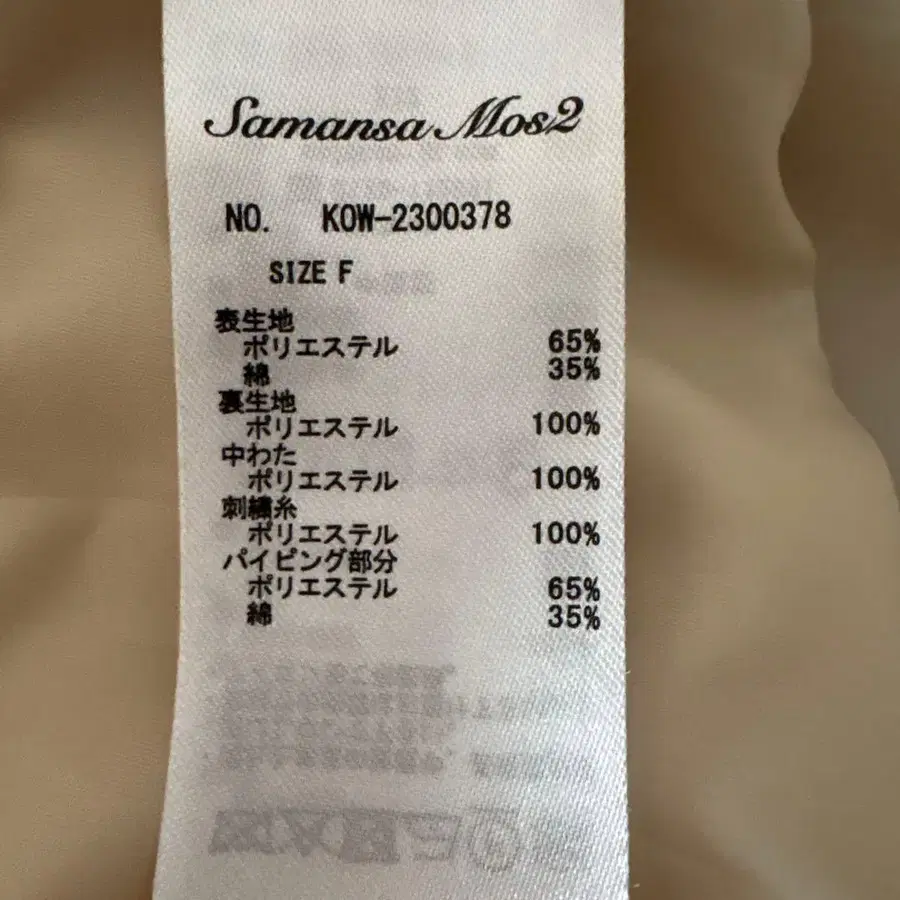 Samansa Mos2
NO. KOW-2300378
SIZE F
表生地
ポリエステル 65%
綿 35%
裏生地
ポリエステル 100%
中わた
ポリエステル 100%
刺繍糸
ポリエステル 100%
パイピング部分
ポリエステル 65%
綿 35%